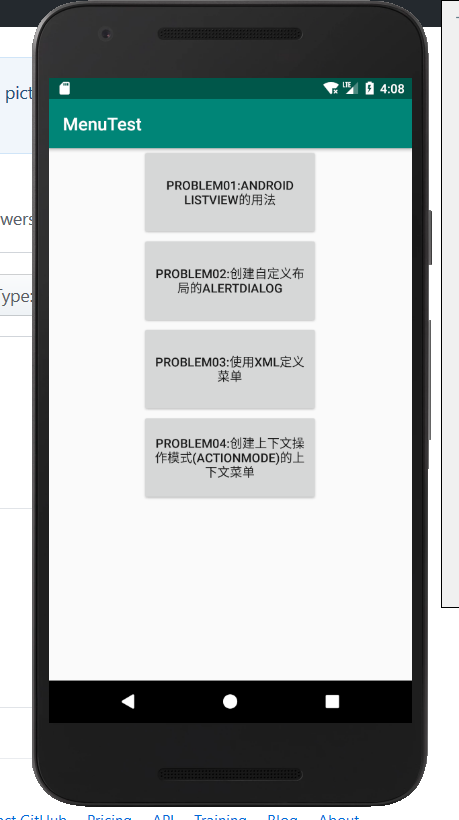 pict
LTE
4:08
MenuTest
PROBLEM01:ANDROID
LISTVIEW的用法
wers
PROBLEM02:创建自定义布
局的ALERTDIALOG
Type:
PROBLEM03:使用XML定义
菜单
PROBLEM04:创建上下文操
作模式(ACTIONMODE)的上
下文菜单
GitHub Pricing API Training Blog About